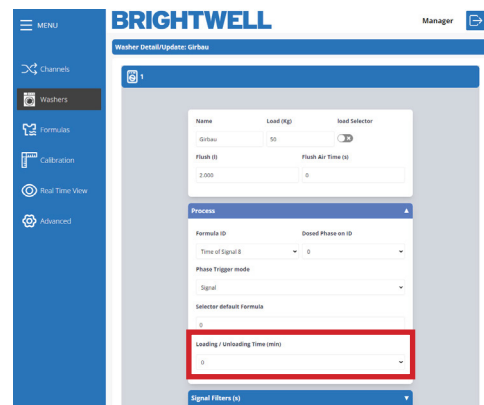 MENU
BRIGHTWELL
Manager
Washer Detail/Update: Girbau
Channels
Washers
Formulas
Calibration
Real Time View
Advanced
1
Name Load (Kg) load Selector
Girbau 50
Flush (l) Flush Air Time (s)
2.000 0
Process
Formula ID Dosed Phase on ID
Time of Signal 8 0
Phase Trigger mode
Signal
Selector default Formula
0
Loading / Unloading Time (min)
0
Signal Filters (s)